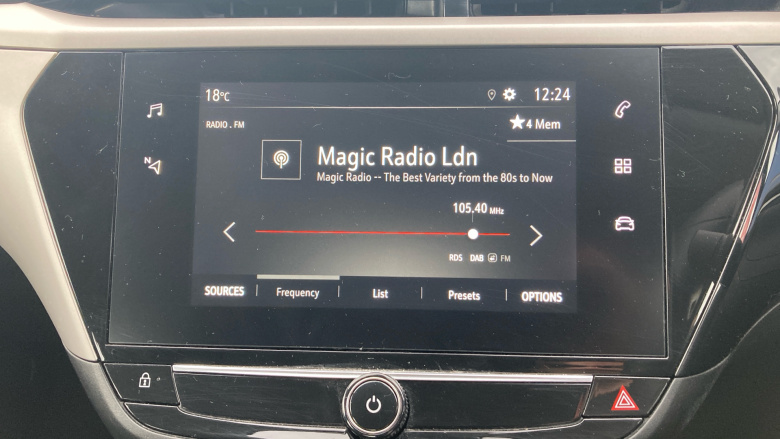 18°C 12:24
RADIO . FM ★4 Mem
Magic Radio Ldn
Magic Radio -- The Best Variety from the 80s to Now
105.40 MHz
RDS DAB FM
SOURCES Frequency List Presets OPTIONS
N